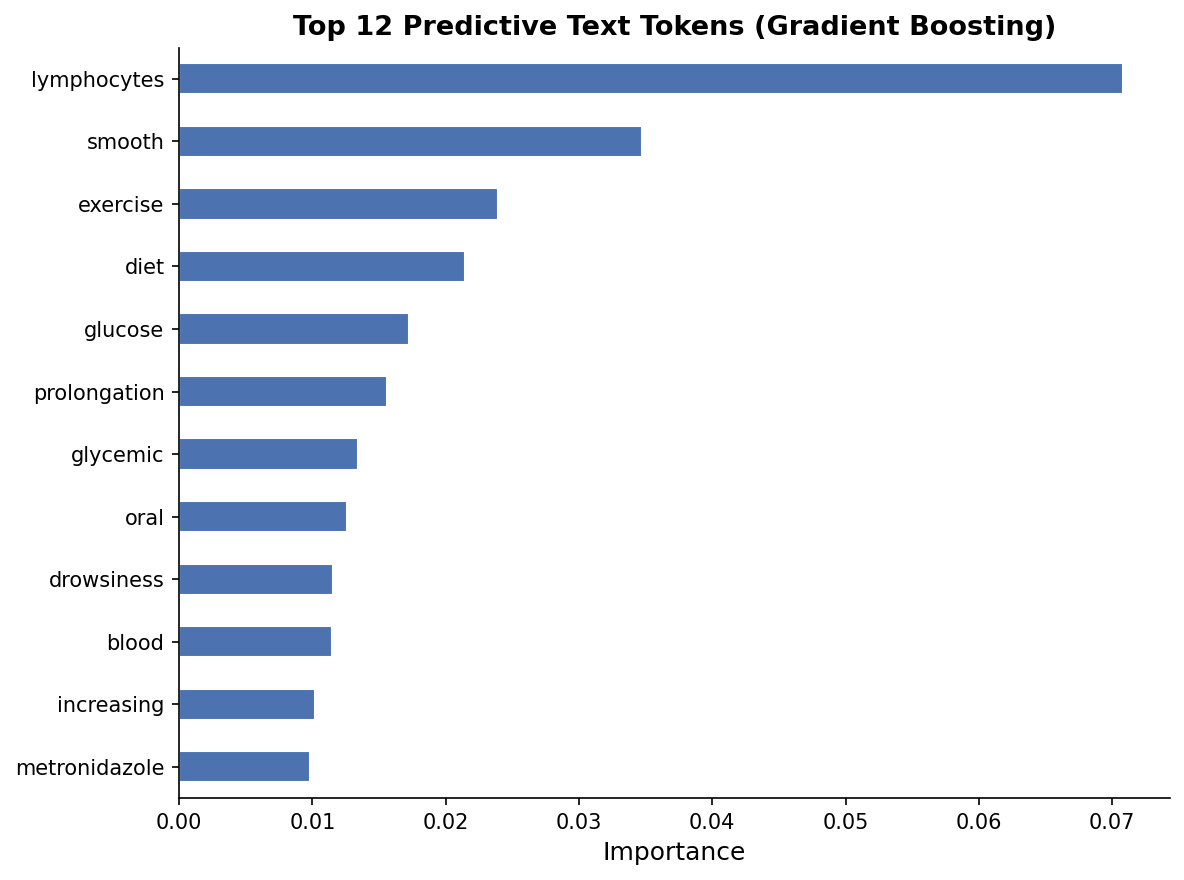 Top 12 Predictive Text Tokens (Gradient Boosting)
lymphocytes
smooth
exercise
diet
glucose
prolongation
glycemic
oral
drowsiness
blood
increasing
metronidazole
0.00 0.01 0.02 0.03 0.04 0.05 0.06 0.07
Importance